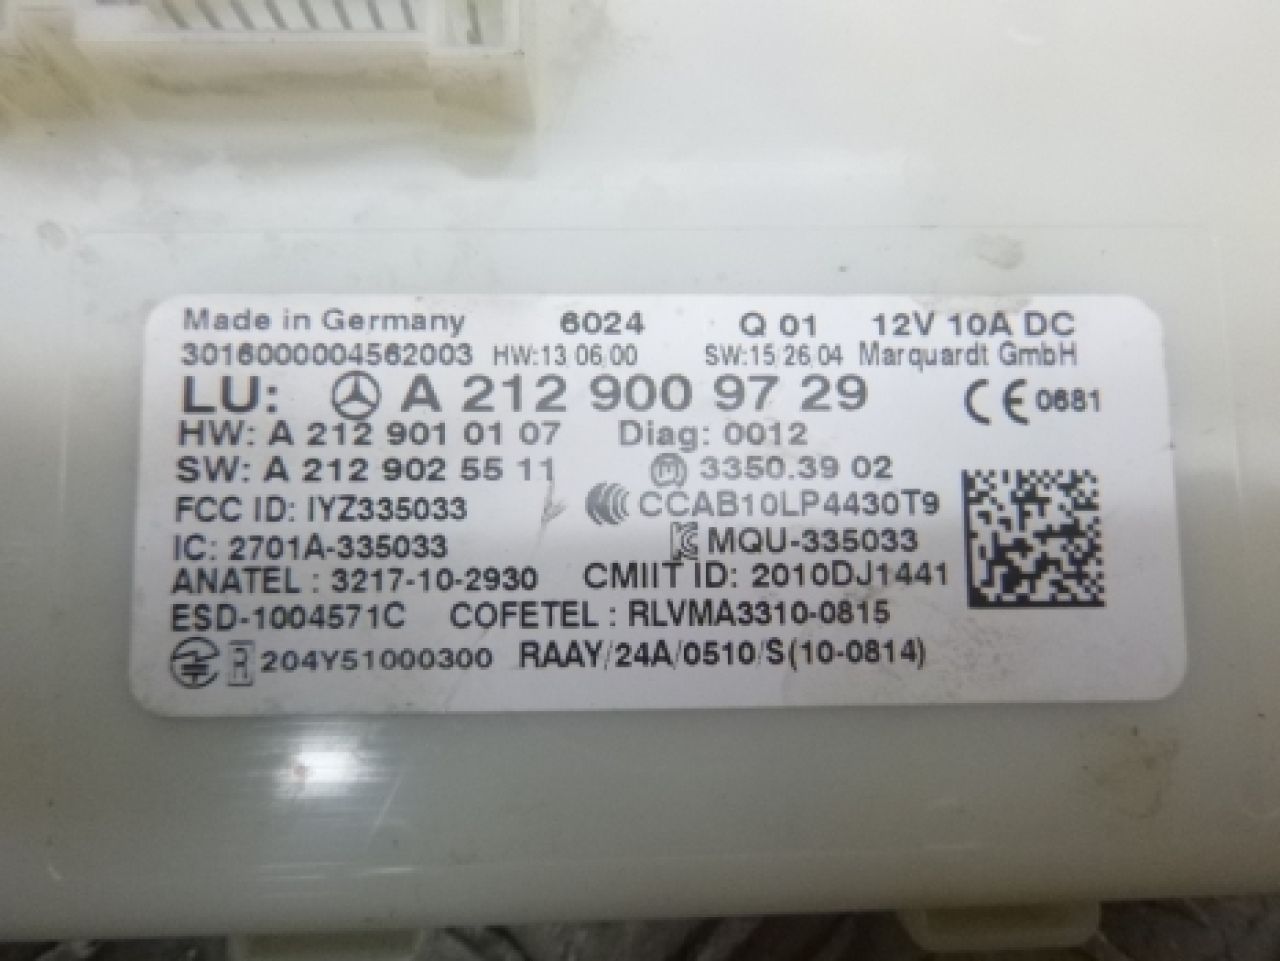 Made in Germany 6024 Q 01 12V 10A DC
3016000004562003 HW:13 06 00 SW:15/26 04 Marquardt GmbH
LU: A 212 900 97 29
CE 0681
HW: A 212 901 01 07 Diag: 0012
SW: A 212 902 55 11 3350.39 02
FCC ID: IYZ335033 CCAB10LP4430T9
IC: 2701A-335033 MQU-335033
ANATEL : 3217-10-2930 CMIIT ID: 2010DJ1441
ESD-1004571C COFETEL : RLVMA3310-0815
R 204Y51000300 RAAY/24A/0510/S(10-0814)